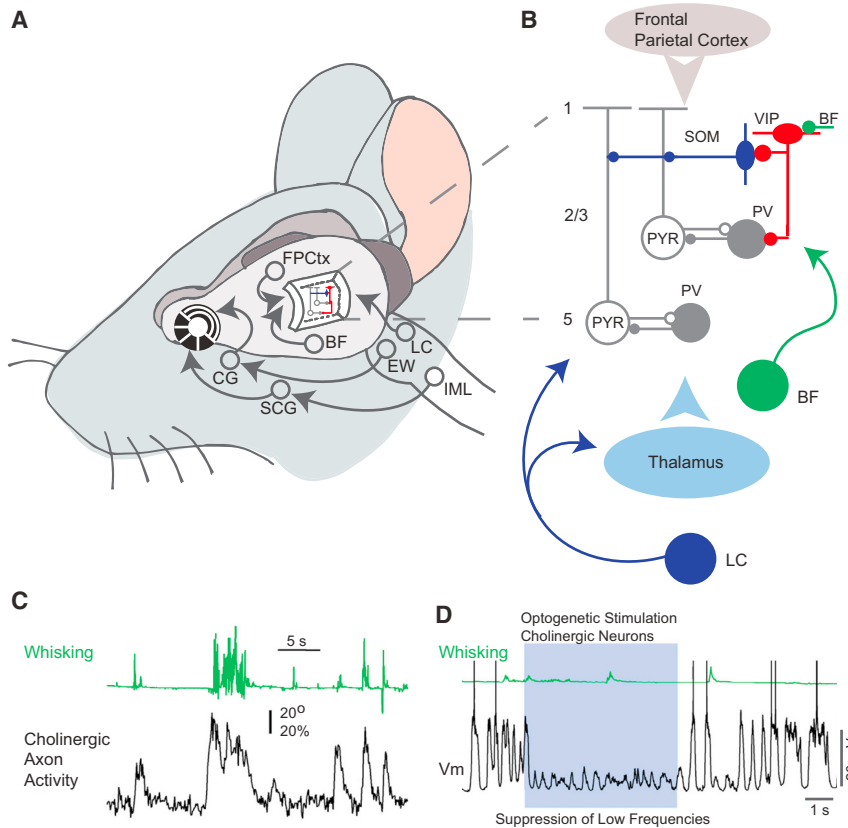 A
FPCtx
BF
LC
EW
CG
IML
SCG
B
Frontal
Parietal Cortex
1
VIP
BF
SOM
2/3
PV
PYR
PV
5
PYR
BF
Thalamus
LC
C
5 s
Whisking
20o
20%
Cholinergic
Axon
Activity
D
Optogenetic Stimulation
Cholinergic Neurons
Whisking
Vm
1 s
Suppression of Low Frequencies